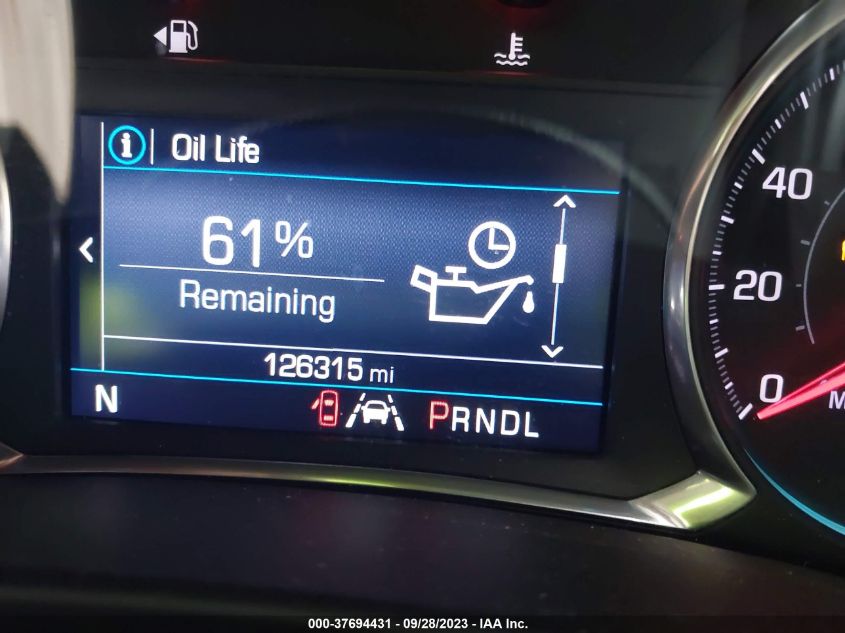 Oil Life
61%
Remaining
126315 mi
N
PRNDL
40
20
0
M
000-37694431 - 09/28/2023 - IAA Inc.